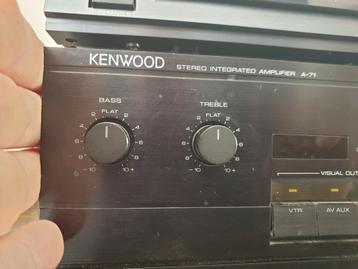 KENWOOD STEREO INTEGRATED AMPLIFIER A-71
BASS TREBLE
FLAT FLAT
2 2 2 2
4 4 4 4
6 6 6 6
8 8 8 8
-10 10+ -10 10+
VISUAL OUT
VTR AV AUX